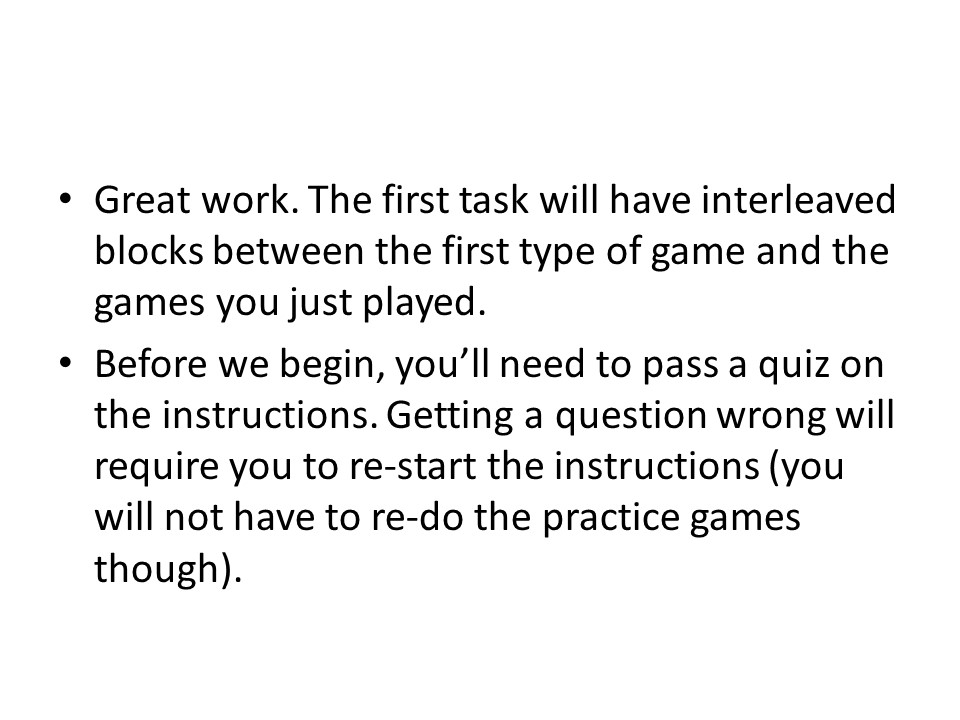 • Great work. The first task will have interleaved
blocks between the first type of game and the
games you just played.
• Before we begin, you’ll need to pass a quiz on
the instructions. Getting a question wrong will
require you to re-start the instructions (you
will not have to re-do the practice games
though).